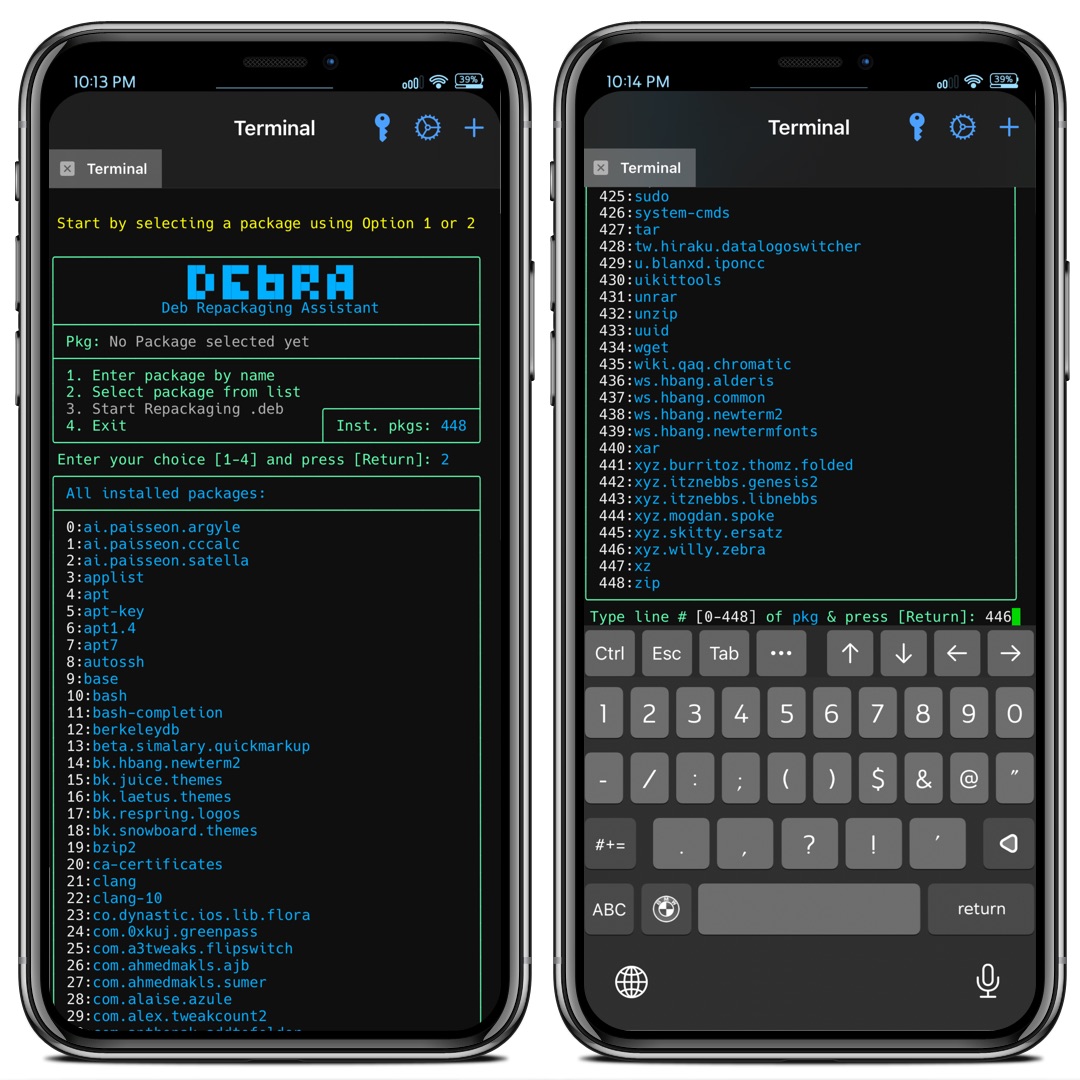 10:13 PM
39%
Terminal
Terminal
Start by selecting a package using Option 1 or 2
DEbRA
Deb Repackaging Assistant
Pkg: No Package selected yet
1. Enter package by name
2. Select package from list
3. Start Repackaging .deb
4. Exit
Inst. pkgs: 448
Enter your choice [1-4] and press [Return]: 2
All installed packages:
0:ai.paisseon.argyle
1:ai.paisseon.cccalc
2:ai.paisseon.satella
3:applist
4:apt
5:apt-key
6:apt1.4
7:apt7
8:autossh
9:base
10:bash
11:bash-completion
12:berkeleydb
13:beta.simalary.quickmarkup
14:bk.hbang.newterm2
15:bk.juice.themes
16:bk.laetus.themes
17:bk.respring.logos
18:bk.snowboard.themes
19:bzip2
20:ca-certificates
21:clang
22:clang-10
23:co.dynastic.ios.lib.flora
24:com.0xkuj.greenpass
25:com.a3tweaks.flipswitch
26:com.ahmedmakls.ajb
27:com.ahmedmakls.sumer
28:com.alaise.azule
29:com.alex.tweakcount2
10:14 PM
39%
Terminal
Terminal
425:sudo
426:system-cmds
427:tar
428:tw.hiraku.datalogoswitcher
429:u.blanxd.iponcc
430:uikittools
431:unrar
432:unzip
433:uuid
434:wget
435:wiki.qaq.chromatic
436:ws.hbang.alderis
437:ws.hbang.common
438:ws.hbang.newterm2
439:ws.hbang.newtermfonts
440:xar
441:xyz.burritoz.thomz.folded
442:xyz.itznebbs.genesis2
443:xyz.itznebbs.libnebbs
444:xyz.mogdan.spoke
445:xyz.skitty.ersatz
446:xyz.willy.zebra
447:xz
448:zip
Type line # [0-448] of pkg & press [Return]: 446
Ctrl Esc Tab ••• ↑ ↓ ← →
1 2 3 4 5 6 7 8 9 0
- / : ; ( ) $ & @ "
#+= . , ? ! '
ABC return